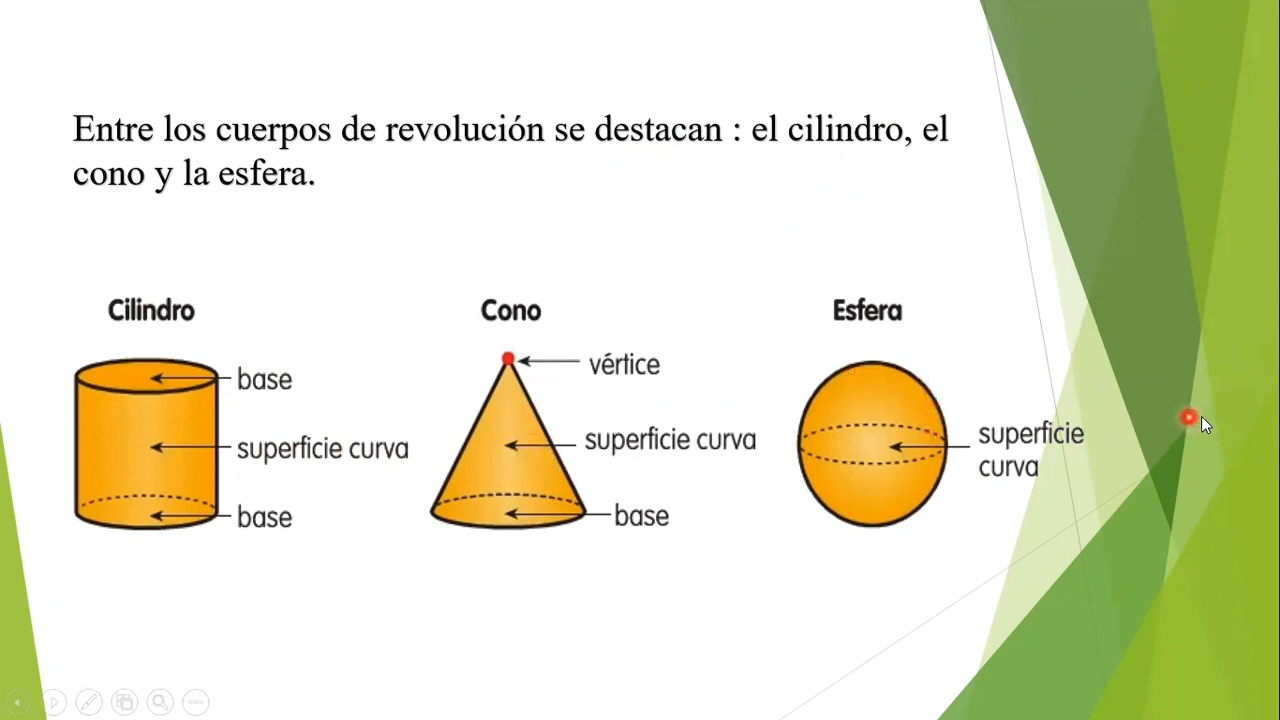 Entre los cuerpos de revolución se destacan : el cilindro, el
cono y la esfera.
Cilindro
base
superficie curva
base
Cono
vértice
superficie curva
base
Esfera
superficie
curva